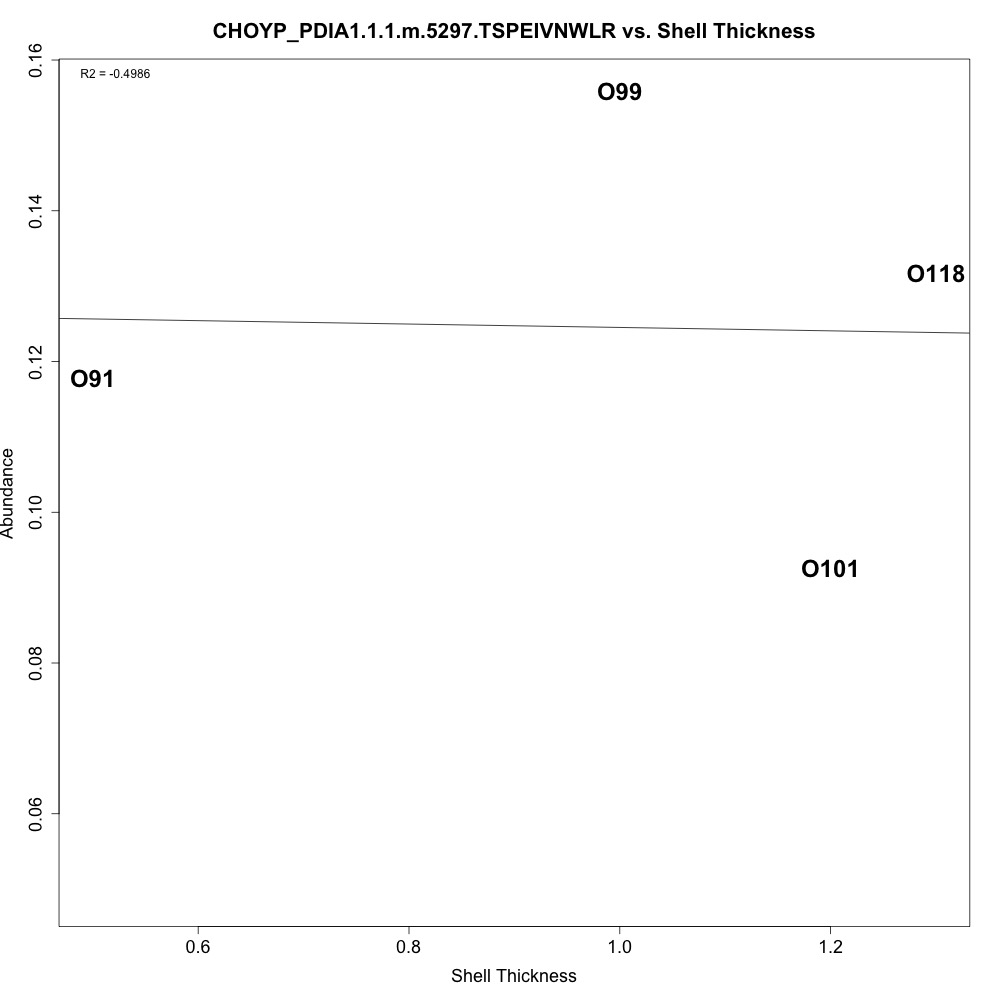 CHOYP_PDIA1.1.1.m.5297.TSPEIVNWLR vs. Shell Thickness
R2 = -0.4986
O99
O118
O91
O101
Abundance
0.16
0.14
0.12
0.10
0.08
0.06
0.6 0.8 1.0 1.2
Shell Thickness